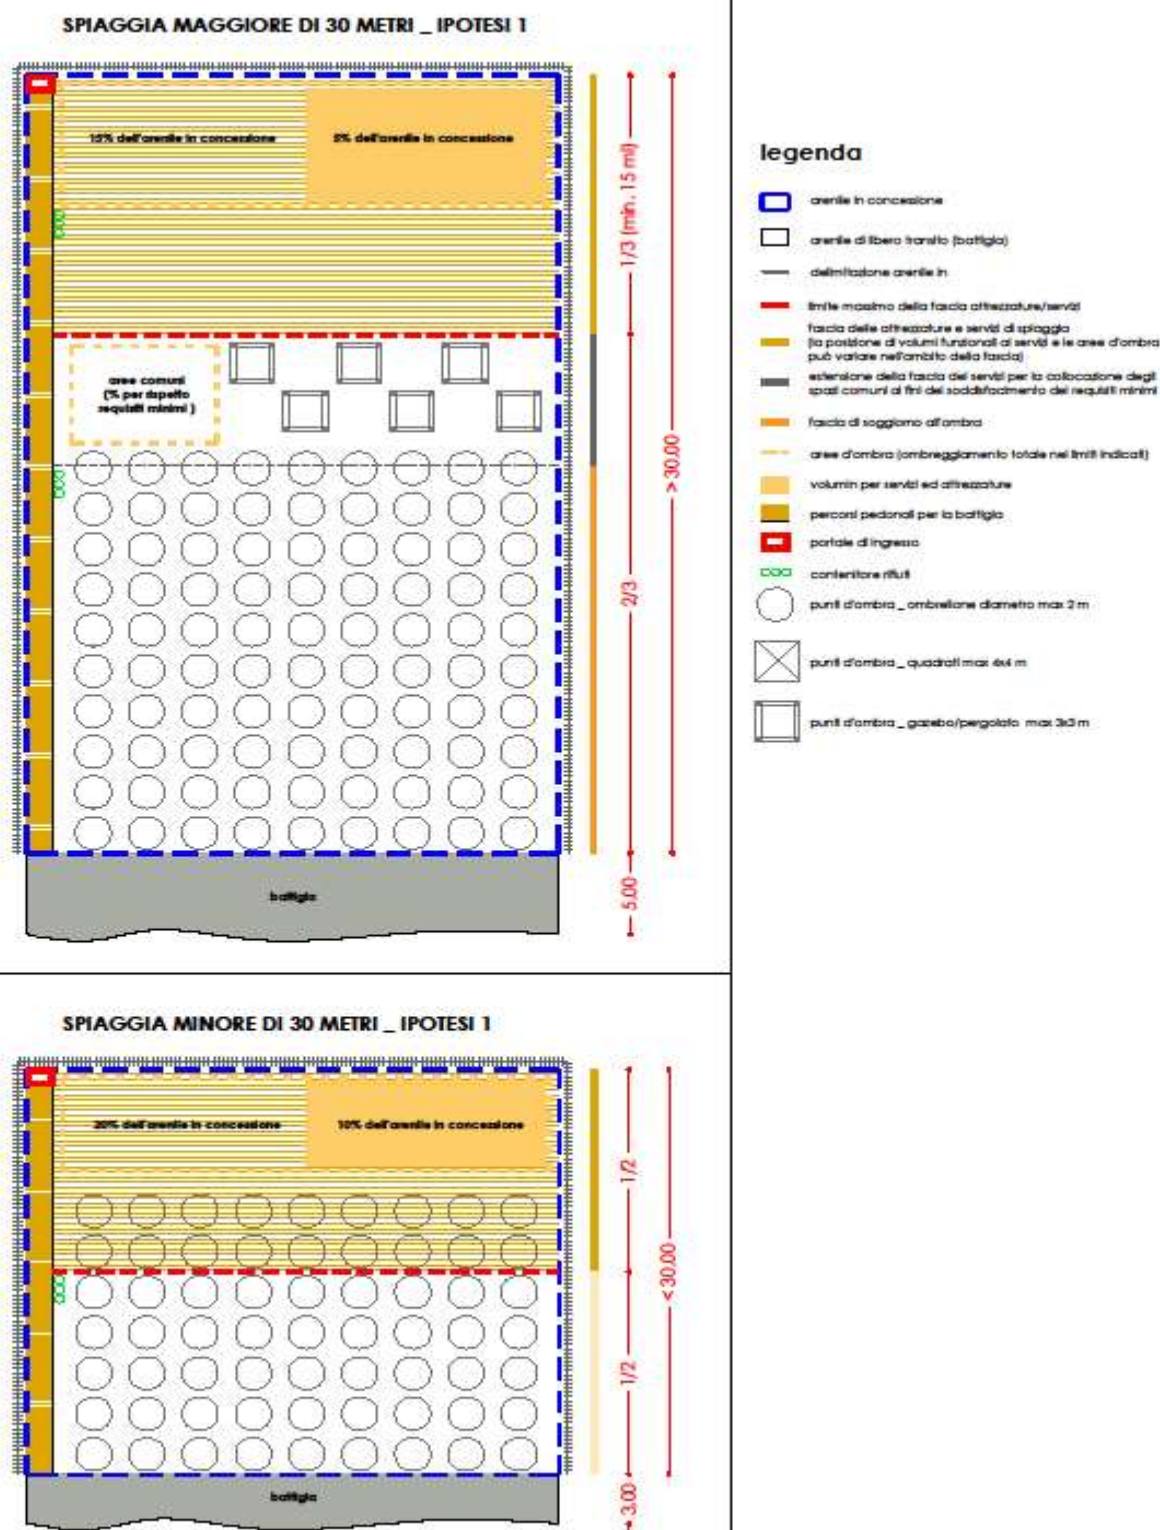 SPIAGGIA MAGGIORE DI 30 METRI _ IPOTESI 1
15% dell'arenile in concessione
5% dell'arenile in concessione
1/3 (min. 15 ml)
aree comuni
(% per rispetto
requisiti minimi )
> 30.00
2/3
battigia
5.00
SPIAGGIA MINORE DI 30 METRI _ IPOTESI 1
20% dell'arenile in concessione
10% dell'arenile in concessione
1/2
< 30.00
1/2
battigia
3.00
legenda
arenile in concessione
arenile di libero transito (battigia)
delimitazione arenile in
limite massimo della fascia attrezzature/servizi
fascia delle attrezzature e servizi di spiaggia
(la posizione di volumi funzionali ai servizi e le aree d'ombra
può variare nell'ambito della fascia)
estensione della fascia dei servizi per la collocazione degli
spazi comuni ai fini del soddisfacimento dei requisiti minimi
fascia di soggiorno all'ombra
aree d'ombra (ombreggiamento totale nei limiti indicati)
volumin per servizi ed attrezzature
percorsi pedonali per la battigia
portale di ingresso
contenitore rifiuti
punti d'ombra _ ombrellone diametro max 2 m
punti d'ombra _ quadrati max 4x4 m
punti d'ombra _ gazebo/pergolato max 3x3 m